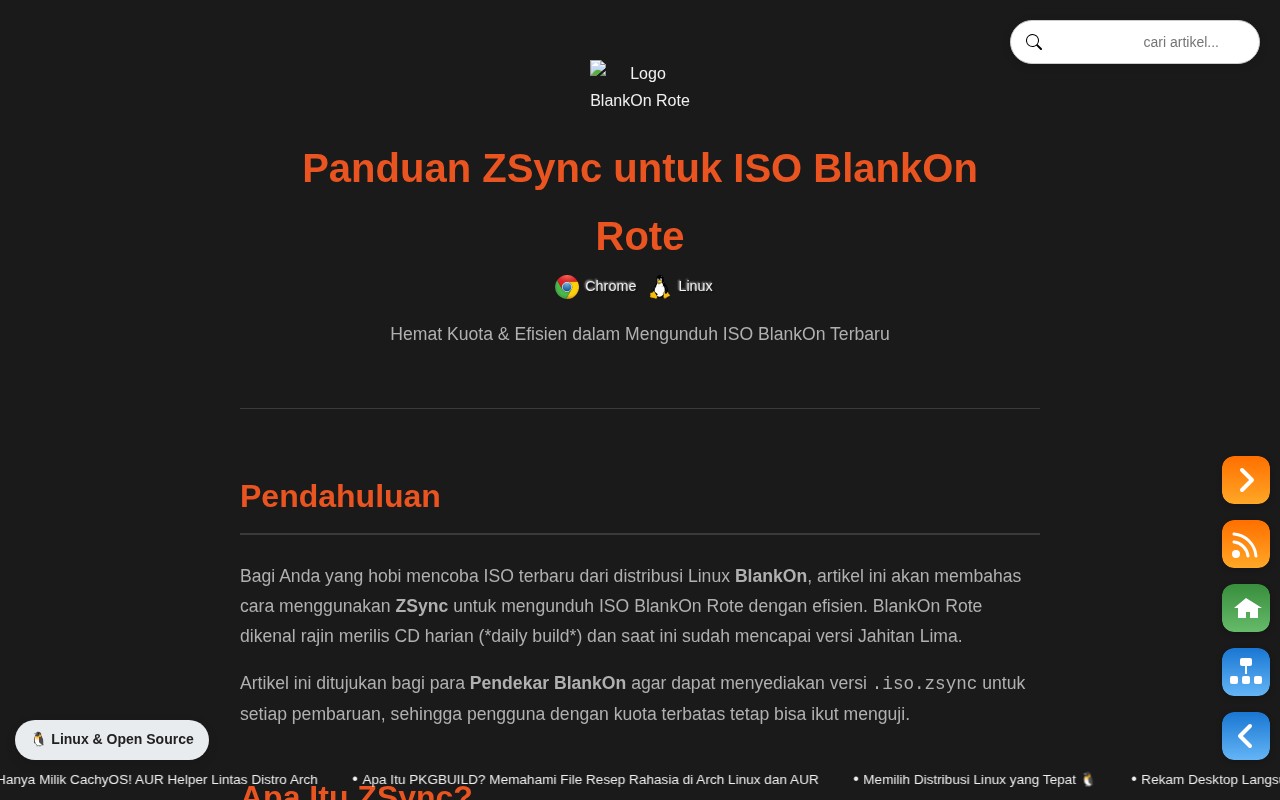 cari artikel...
Logo
BlankOn Rote
Panduan ZSync untuk ISO BlankOn
Rote
Chrome Linux
Hemat Kuota & Efisien dalam Mengunduh ISO BlankOn Terbaru
Pendahuluan
Bagi Anda yang hobi mencoba ISO terbaru dari distribusi Linux BlankOn, artikel ini akan membahas
cara menggunakan ZSync untuk mengunduh ISO BlankOn Rote dengan efisien. BlankOn Rote
dikenal rajin merilis CD harian (*daily build*) dan saat ini sudah mencapai versi Jahitan Lima.
Artikel ini ditujukan bagi para Pendekar BlankOn agar dapat menyediakan versi .iso.zsync untuk
setiap pembaruan, sehingga pengguna dengan kuota terbatas tetap bisa ikut menguji.
🐧 Linux & Open Source
Hanya Milik CachyOS! AUR Helper Lintas Distro Arch • Apa Itu PKGBUILD? Memahami File Resep Rahasia di Arch Linux dan AUR • Memilih Distribusi Linux yang Tepat 🐧 • Rekam Desktop Langs
Apa Itu ZSync?